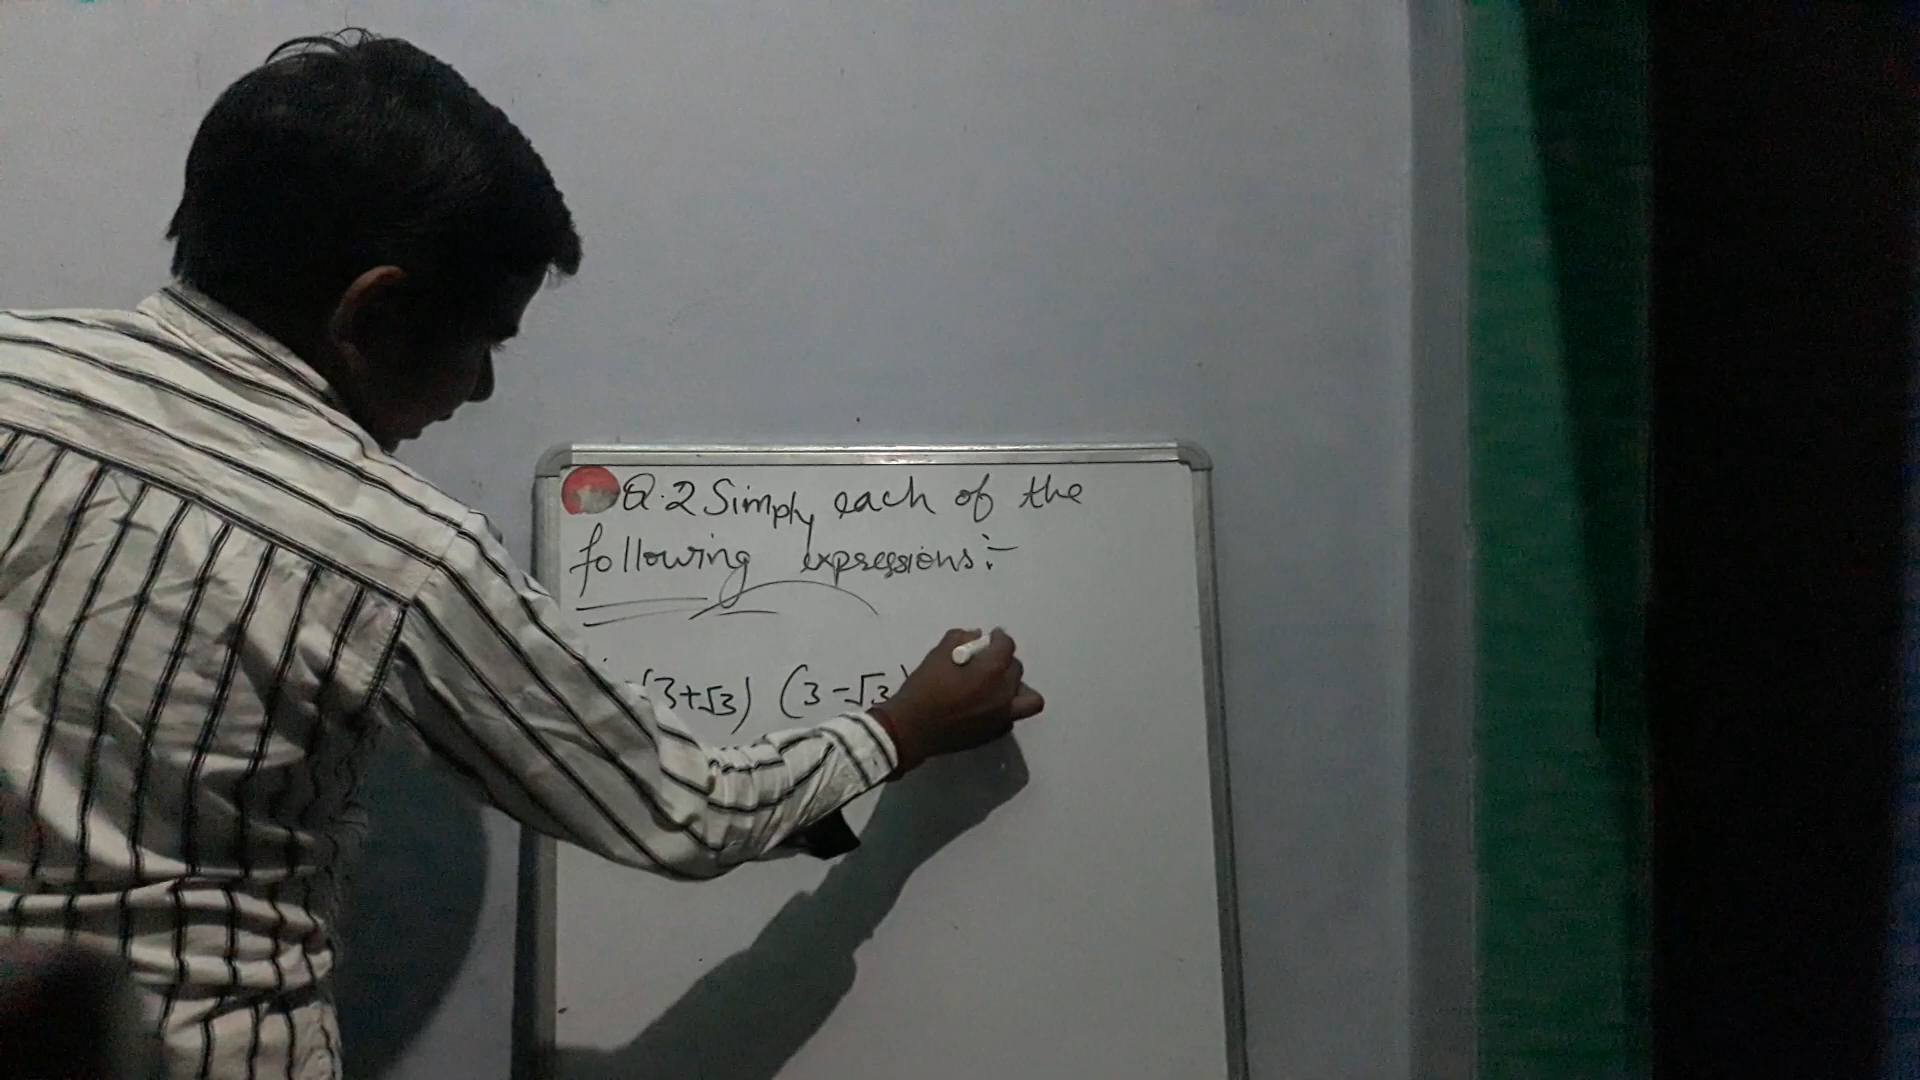 Q.2 Simply each of the
following expressions:-
(3+√3) (3-√3)